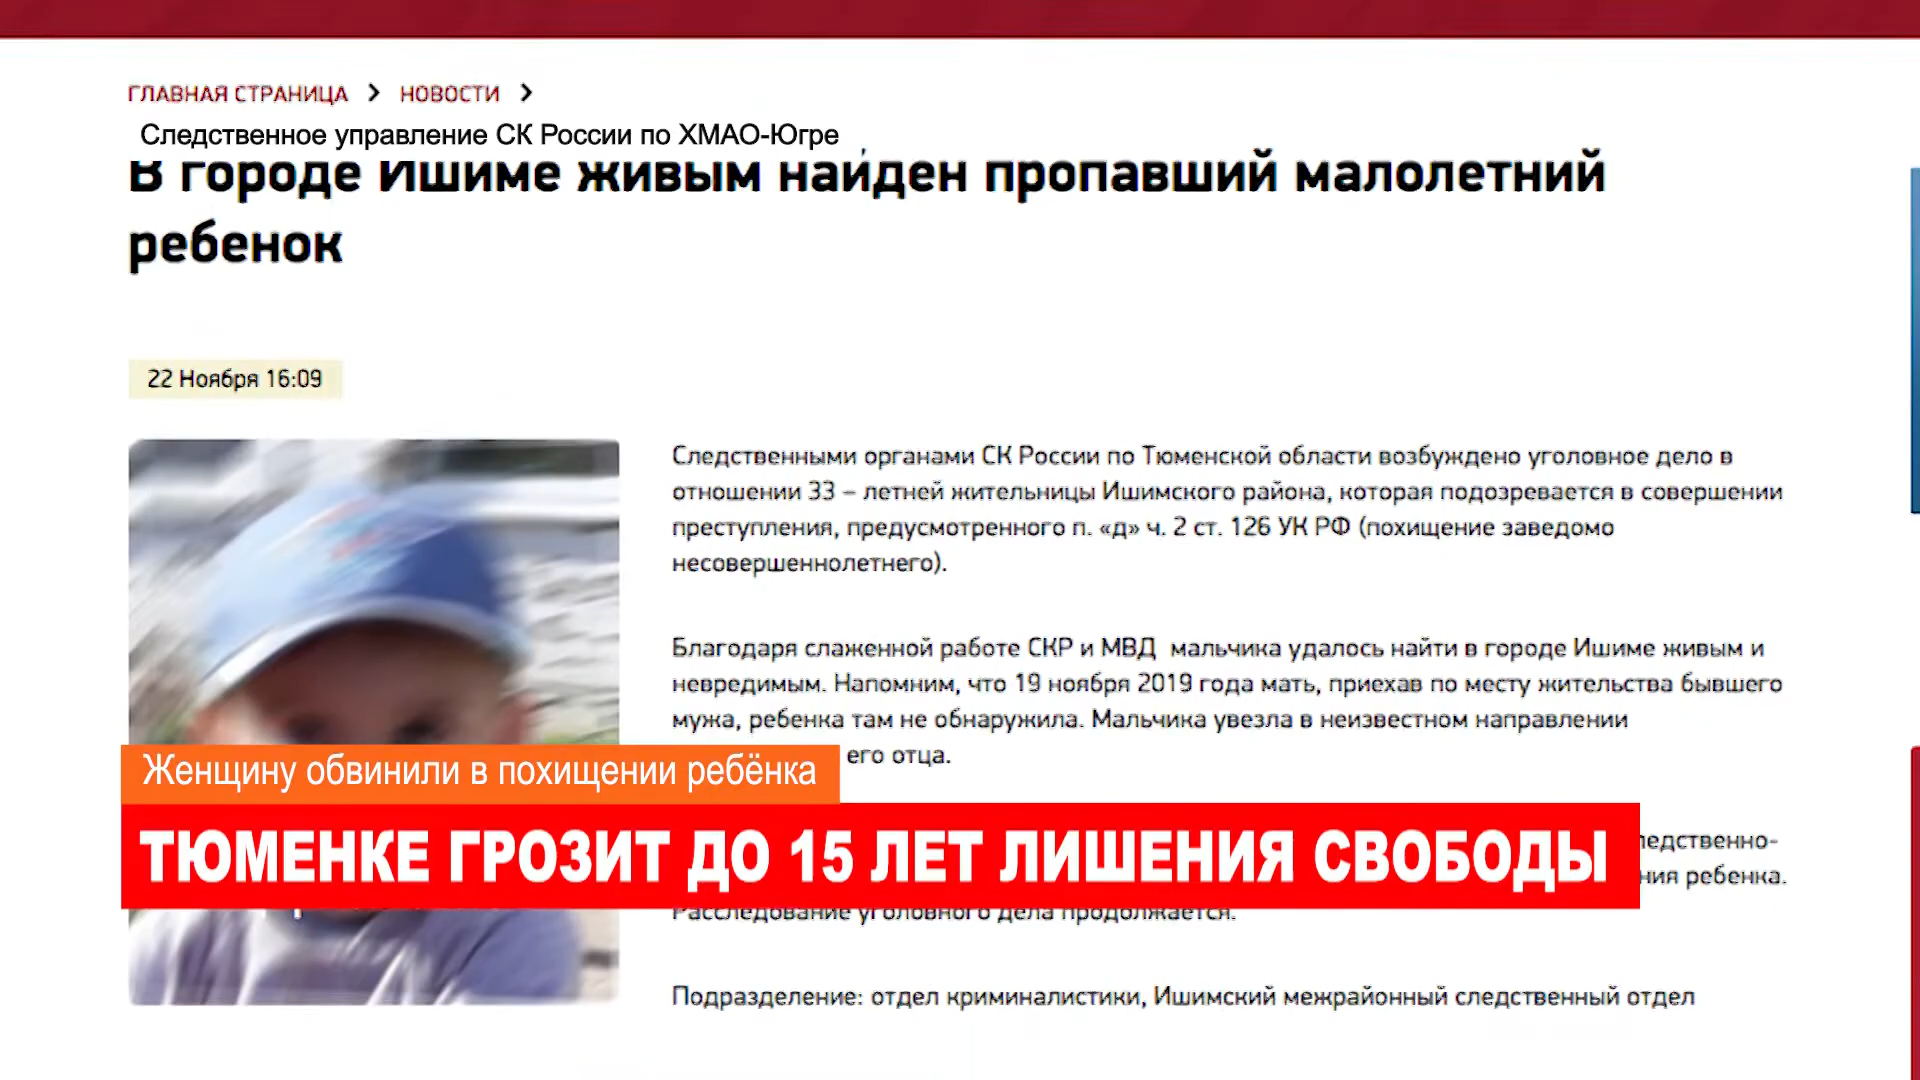 ГЛАВНАЯ СТРАНИЦА > НОВОСТИ >
Следственное управление СК России по ХМАО-Югре
В городе Ишиме живым найден пропавший малолетний
ребенок
22 Ноября 16:09
Следственными органами СК России по Тюменской области возбуждено уголовное дело в
отношении 33 – летней жительницы Ишимского района, которая подозревается в совершении
преступления, предусмотренного п. «д» ч. 2 ст. 126 УК РФ (похищение заведомо
несовершеннолетнего).
Благодаря слаженной работе СКР и МВД мальчика удалось найти в городе Ишиме живым и
невредимым. Напомним, что 19 ноября 2019 года мать, приехав по месту жительства бывшего
мужа, ребенка там не обнаружила. Мальчика увезла в неизвестном направлении
его отца.
Женщину обвинили в похищении ребёнка
ТЮМЕНКЕ ГРОЗИТ ДО 15 ЛЕТ ЛИШЕНИЯ СВОБОДЫ
ребенка.
Расследование уголовного дела продолжается.
Подразделение: отдел криминалистики, Ишимский межрайонный следственный отдел